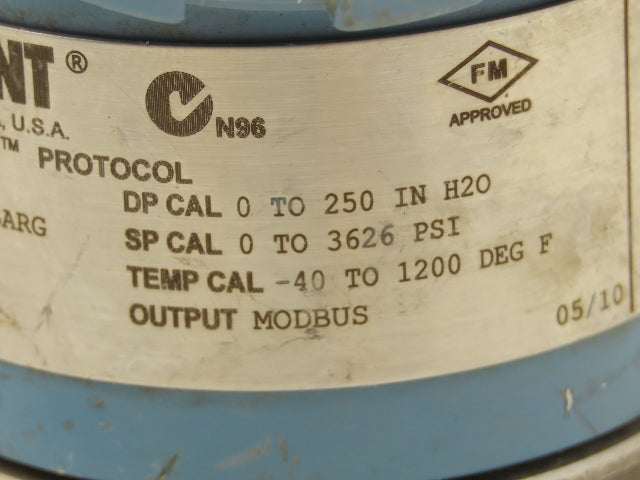 NT®
, U.S.A.
™ PROTOCOL
N96
FM
APPROVED
DP CAL 0 TO 250 IN H2O
ARG
SP CAL 0 TO 3626 PSI
TEMP CAL -40 TO 1200 DEG F
OUTPUT MODBUS
05/10